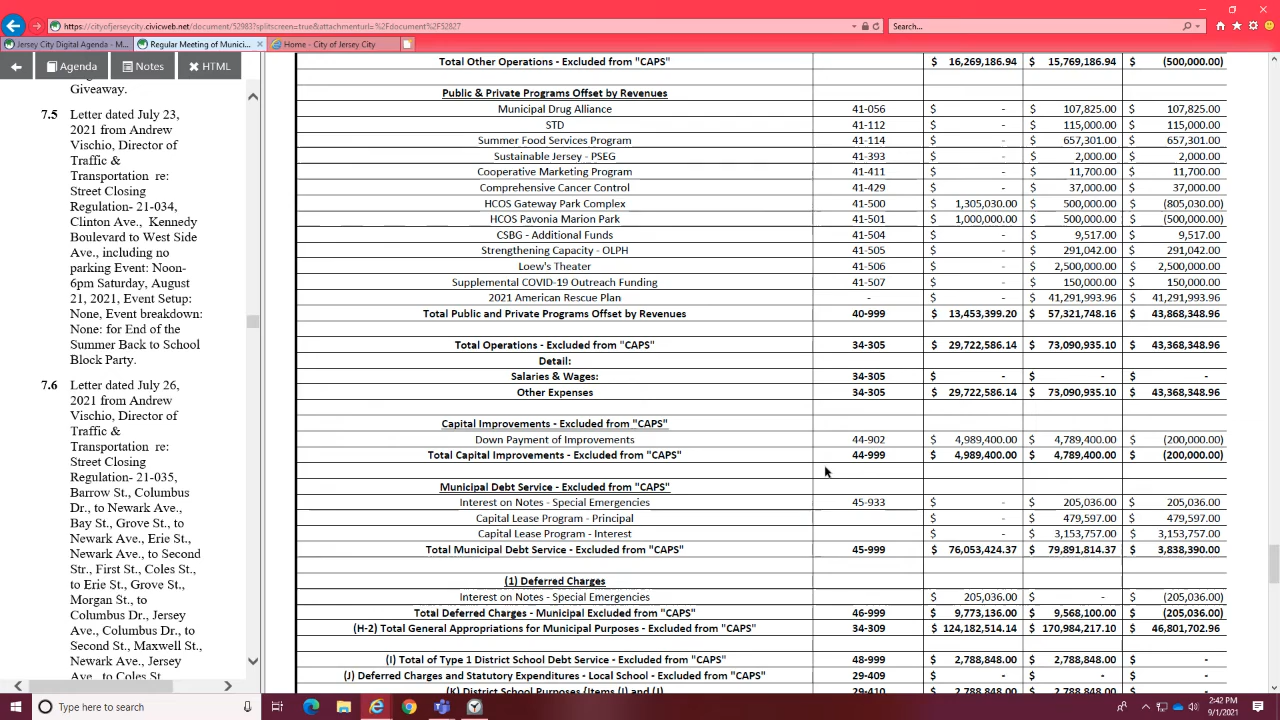 https://cityofjerseycity.civicweb.net/document/52983?splitscreen=true&attachmenturl=%2Fdocument%2F52827
Search...
Jersey City Digital Agenda - M...
Regular Meeting of Munici...
Home - City of Jersey City
Agenda
Notes
HTML
Giveaway.
7.5 Letter dated July 23,
2021 from Andrew
Vischio, Director of
Traffic &
Transportation re:
Street Closing
Regulation- 21-034,
Clinton Ave., Kennedy
Boulevard to West Side
Ave., including no
parking Event: Noon-
6pm Saturday, August
21, 2021, Event Setup:
None, Event breakdown:
None: for End of the
Summer Back to School
Block Party.
7.6 Letter dated July 26,
2021 from Andrew
Vischio, Director of
Traffic &
Transportation re:
Street Closing
Regulation- 21-035,
Barrow St., Columbus
Dr., to Newark Ave.,
Bay St., Grove St., to
Newark Ave., Erie St.,
Newark Ave., to Second
Str., First St., Coles St.,
to Erie St., Grove St.,
Morgan St., to
Columbus Dr., Jersey
Ave., Columbus Dr., to
Second St., Maxwell St.,
Newark Ave., Jersey
Ave., to Coles St.
Total Other Operations - Excluded from "CAPS" $ 16,269,186.94 $ 15,769,186.94 $ (500,000.00)
Public & Private Programs Offset by Revenues
Municipal Drug Alliance 41-056 $ - $ 107,825.00 $ 107,825.00
STD 41-112 $ - $ 115,000.00 $ 115,000.00
Summer Food Services Program 41-114 $ - $ 657,301.00 $ 657,301.00
Sustainable Jersey - PSEG 41-393 $ - $ 2,000.00 $ 2,000.00
Cooperative Marketing Program 41-411 $ - $ 11,700.00 $ 11,700.00
Comprehensive Cancer Control 41-429 $ - $ 37,000.00 $ 37,000.00
HCOS Gateway Park Complex 41-500 $ 1,305,030.00 $ 500,000.00 $ (805,030.00)
HCOS Pavonia Marion Park 41-501 $ 1,000,000.00 $ 500,000.00 $ (500,000.00)
CSBG - Additional Funds 41-504 $ - $ 9,517.00 $ 9,517.00
Strengthening Capacity - OLPH 41-505 $ - $ 291,042.00 $ 291,042.00
Loew's Theater 41-506 $ - $ 2,500,000.00 $ 2,500,000.00
Supplemental COVID-19 Outreach Funding 41-507 $ - $ 150,000.00 $ 150,000.00
2021 American Rescue Plan - $ - $ 41,291,993.96 $ 41,291,993.96
Total Public and Private Programs Offset by Revenues 40-999 $ 13,453,399.20 $ 57,321,748.16 $ 43,868,348.96
Total Operations - Excluded from "CAPS" 34-305 $ 29,722,586.14 $ 73,090,935.10 $ 43,368,348.96
Detail:
Salaries & Wages: 34-305 $ - $ - $ -
Other Expenses 34-305 $ 29,722,586.14 $ 73,090,935.10 $ 43,368,348.96
Capital Improvements - Excluded from "CAPS"
Down Payment of Improvements 44-902 $ 4,989,400.00 $ 4,789,400.00 $ (200,000.00)
Total Capital Improvements - Excluded from "CAPS" 44-999 $ 4,989,400.00 $ 4,789,400.00 $ (200,000.00)
Municipal Debt Service - Excluded from "CAPS"
Interest on Notes - Special Emergencies 45-933 $ - $ 205,036.00 $ 205,036.00
Capital Lease Program - Principal $ - $ 479,597.00 $ 479,597.00
Capital Lease Program - Interest $ - $ 3,153,757.00 $ 3,153,757.00
Total Municipal Debt Service - Excluded from "CAPS" 45-999 $ 76,053,424.37 $ 79,891,814.37 $ 3,838,390.00
(1) Deferred Charges
Interest on Notes - Special Emergencies $ 205,036.00 $ - $ (205,036.00)
Total Deferred Charges - Municipal Excluded from "CAPS" 46-999 $ 9,773,136.00 $ 9,568,100.00 $ (205,036.00)
(H-2) Total General Appropriations for Municipal Purposes - Excluded from "CAPS" 34-309 $ 124,182,514.14 $ 170,984,217.10 $ 46,801,702.96
(I) Total of Type 1 District School Debt Service - Excluded from "CAPS" 48-999 $ 2,788,848.00 $ 2,788,848.00 $ -
(J) Deferred Charges and Statutory Expenditures - Local School - Excluded from "CAPS" 29-409 $ - $ - $ -
(K) District School Purposes {Items (I) and (J) 29-410 $ 2,788,848.00 $ 2,788,848.00 $ -
Type here to search
2:42 PM
9/1/2021